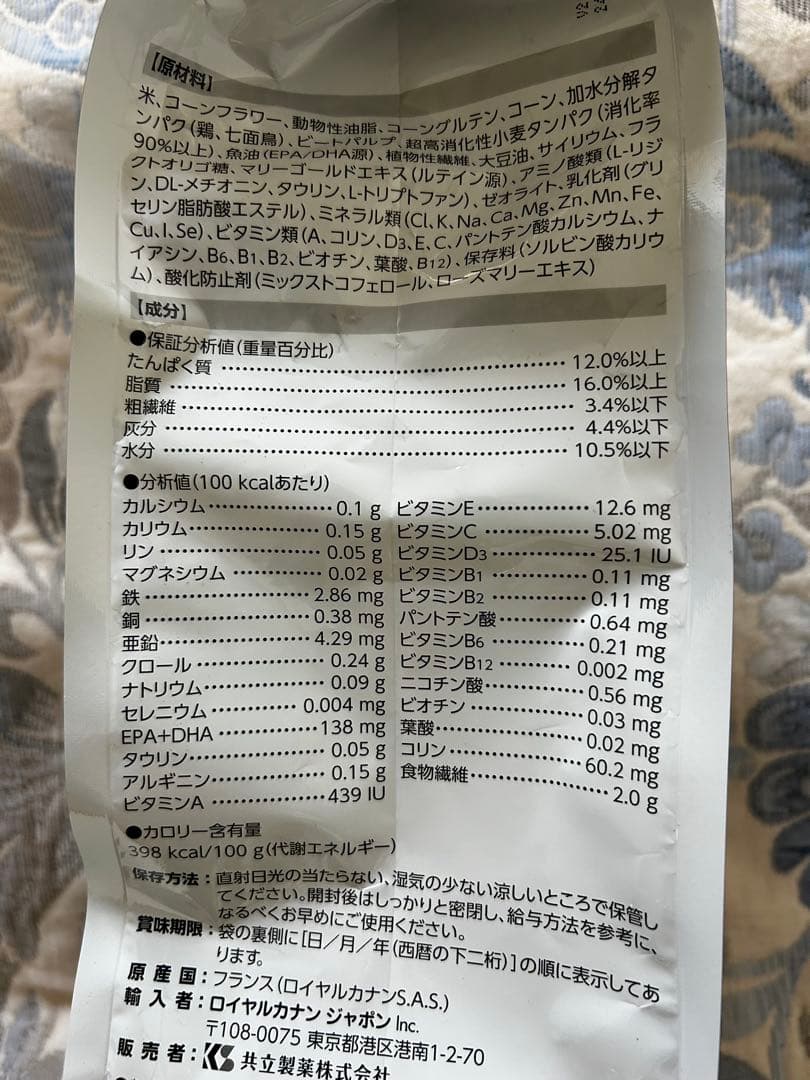 【原材料】
米、コーンフラワー、動物性油脂、コーングルテン、コーン、加水分解タ
ンパク(鶏、七面鳥)、ビートパルプ、超高消化性小麦タンパク(消化率
90%以上)、魚油(EPA/DHA源)、植物性繊維、大豆油、サイリウム、フラ
クトオリゴ糖、マリーゴールドエキス(ルテイン源)、アミノ酸類(L-リジ
ン、DL-メチオニン、タウリン、L-トリプトファン)、ゼオライト、乳化剤(グリ
セリン脂肪酸エステル)、ミネラル類(Cl、K、Na、Ca、Mg、Zn、Mn、Fe、
Cu、I、Se)、ビタミン類(A、コリン、D3、E、C、パントテン酸カルシウム、ナ
イアシン、B6、B1、B2、ビオチン、葉酸、B12)、保存料(ソルビン酸カリウ
ム)、酸化防止剤(ミックストコフェロール、ローズマリーエキス)
【成分】
●保証分析値(重量百分比)
たんぱく質 12.0%以上
脂質 16.0%以上
粗繊維 3.4%以下
灰分 4.4%以下
水分 10.5%以下
●分析値(100 kcalあたり)
カルシウム 0.1 g
カリウム 0.15 g
リン 0.05 g
マグネシウム 0.02 g
鉄 2.86 mg
銅 0.38 mg
亜鉛 4.29 mg
クロール 0.24 g
ナトリウム 0.09 g
セレニウム 0.004 mg
EPA+DHA 138 mg
タウリン 0.05 g
アルギニン 0.15 g
ビタミンA 439 IU
ビタミンE 12.6 mg
ビタミンC 5.02 mg
ビタミンD3 25.1 IU
ビタミンB1 0.11 mg
ビタミンB2 0.11 mg
パントテン酸 0.64 mg
ビタミンB6 0.21 mg
ビタミンB12 0.002 mg
ニコチン酸 0.56 mg
ビオチン 0.03 mg
葉酸 0.02 mg
コリン 60.2 mg
食物繊維 2.0 g
●カロリー含有量
398 kcal/100 g(代謝エネルギー)
保存方法：直射日光の当たらない、湿気の少ない涼しいところで保管し
てください。開封後はしっかりと密閉し、給与方法を参考に、
なるべくお早めにご使用ください。
賞味期限：袋の裏側に[日／月／年(西暦の下二桁)]の順に表示してあ
ります。
原産国：フランス(ロイヤルカナンS.A.S.)
輸入者：ロイヤルカナン ジャポン Inc.
〒108-0075 東京都港区港南1-2-70
販売者：KS 共立製薬株式会社